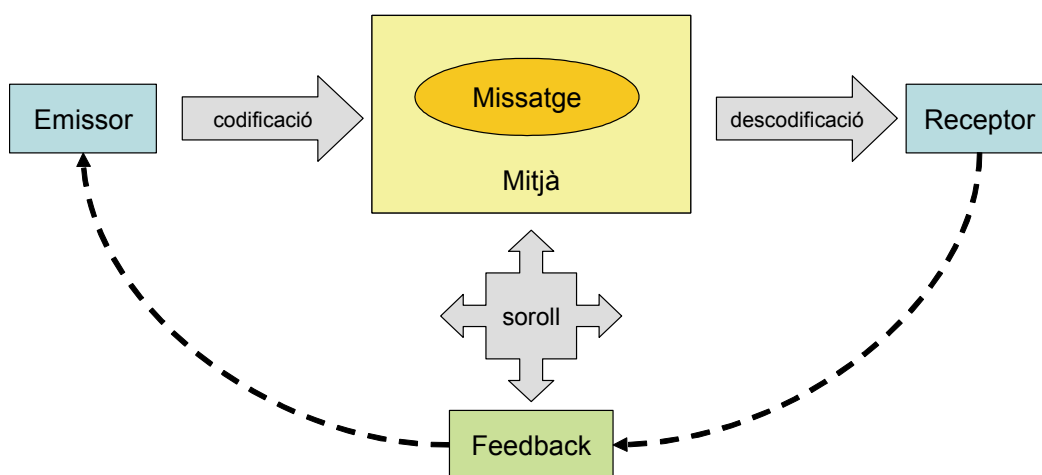 Emissor
codificació
Missatge
Mitjà
descodificació
Receptor
soroll
Feedback